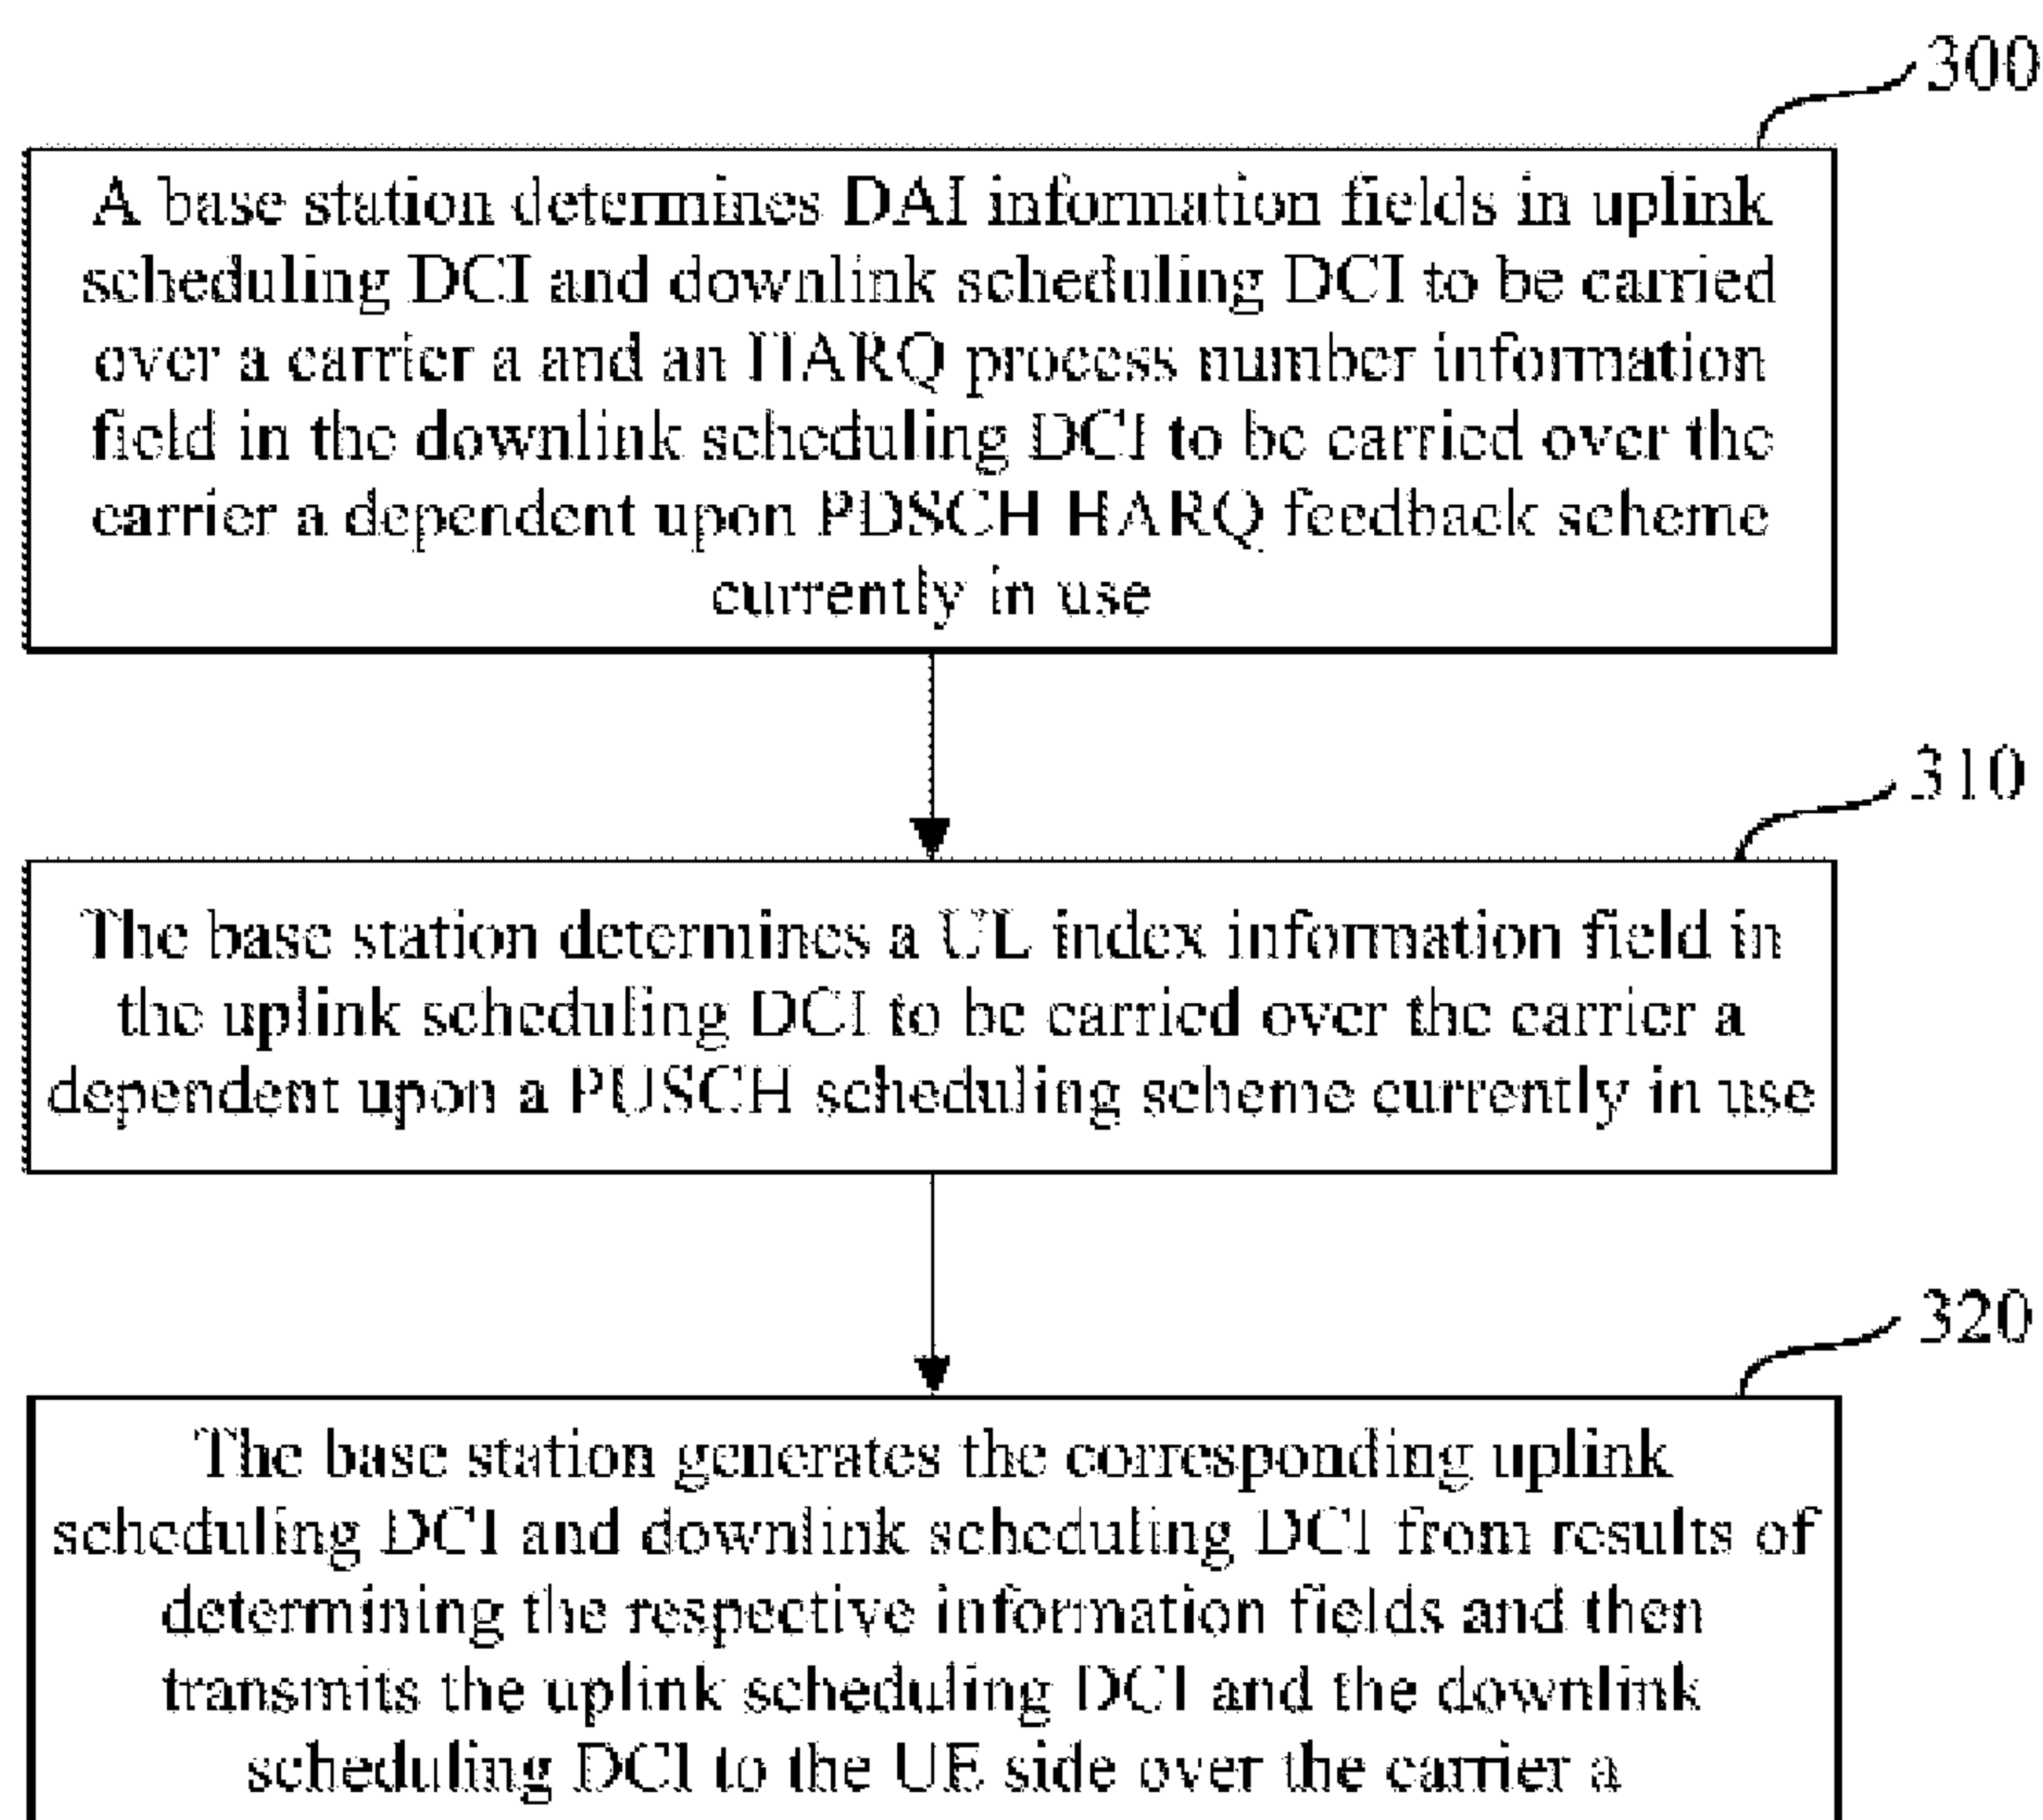 300
A base station determines DAI information fields in uplink
scheduling DCI and downlink scheduling DCI to be carried
over a carrier a and an HARQ process number information
field in the downlink scheduling DCI to be carried over the
carrier a dependent upon PDSCH HARQ feedback scheme
currently in use
310
The base station determines a UL index information field in
the uplink scheduling DCI to be carried over the carrier a
dependent upon a PUSCH scheduling scheme currently in use
320
The base station generates the corresponding uplink
scheduling DCI and downlink scheduling DCI from results of
determining the respective information fields and then
transmits the uplink scheduling DCI and the downlink
scheduling DCI to the UE side over the carrier a